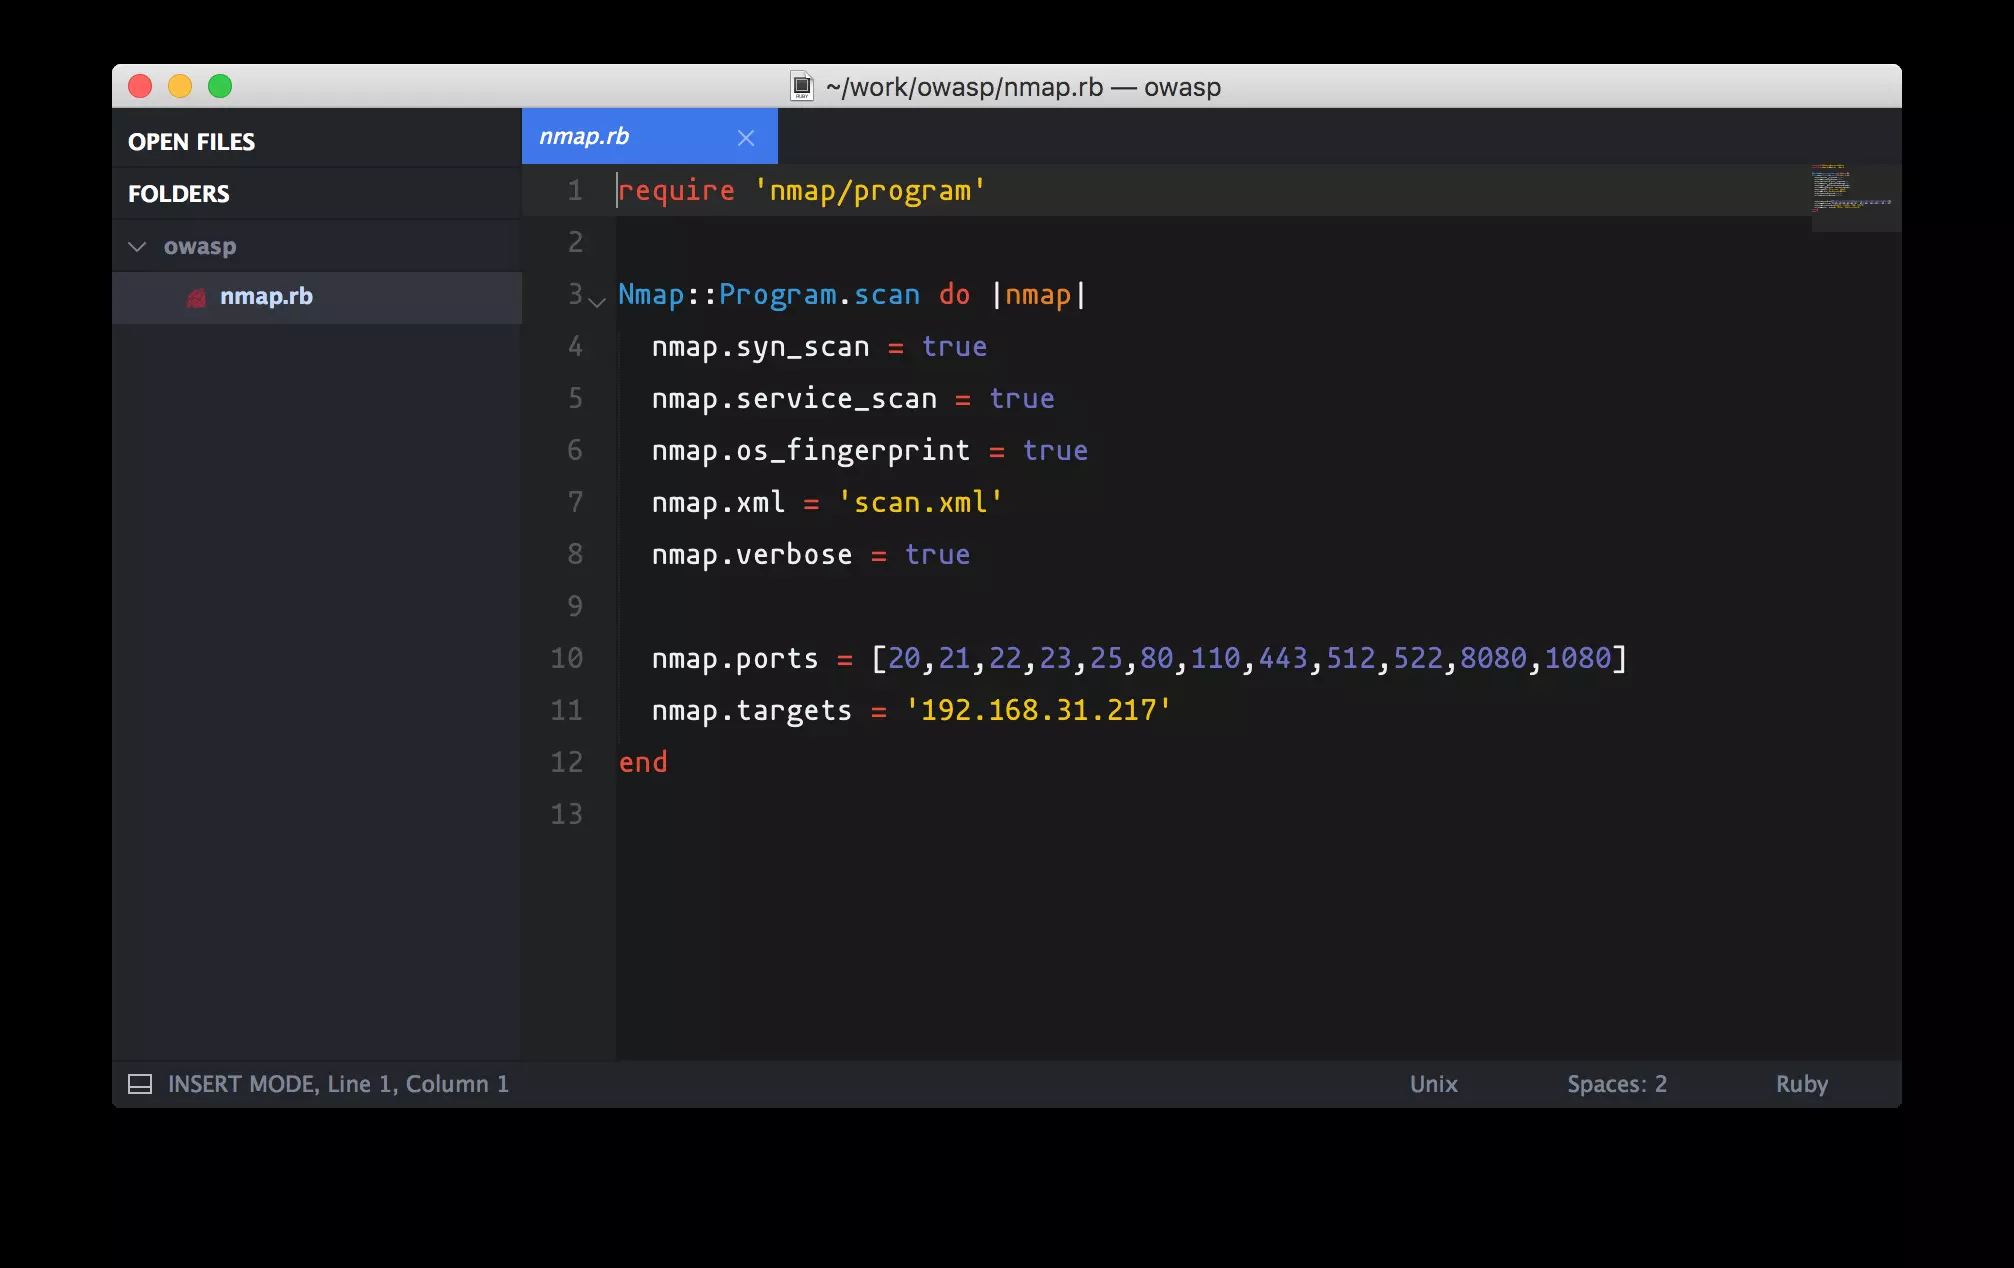 ~/work/owasp/nmap.rb — owasp
OPEN FILES
FOLDERS
owasp
nmap.rb
nmap.rb
1 require 'nmap/program'
2
3 Nmap::Program.scan do |nmap|
4 nmap.syn_scan = true
5 nmap.service_scan = true
6 nmap.os_fingerprint = true
7 nmap.xml = 'scan.xml'
8 nmap.verbose = true
9
10 nmap.ports = [20,21,22,23,25,80,110,443,512,522,8080,1080]
11 nmap.targets = '192.168.31.217'
12 end
13
INSERT MODE, Line 1, Column 1
Unix
Spaces: 2
Ruby